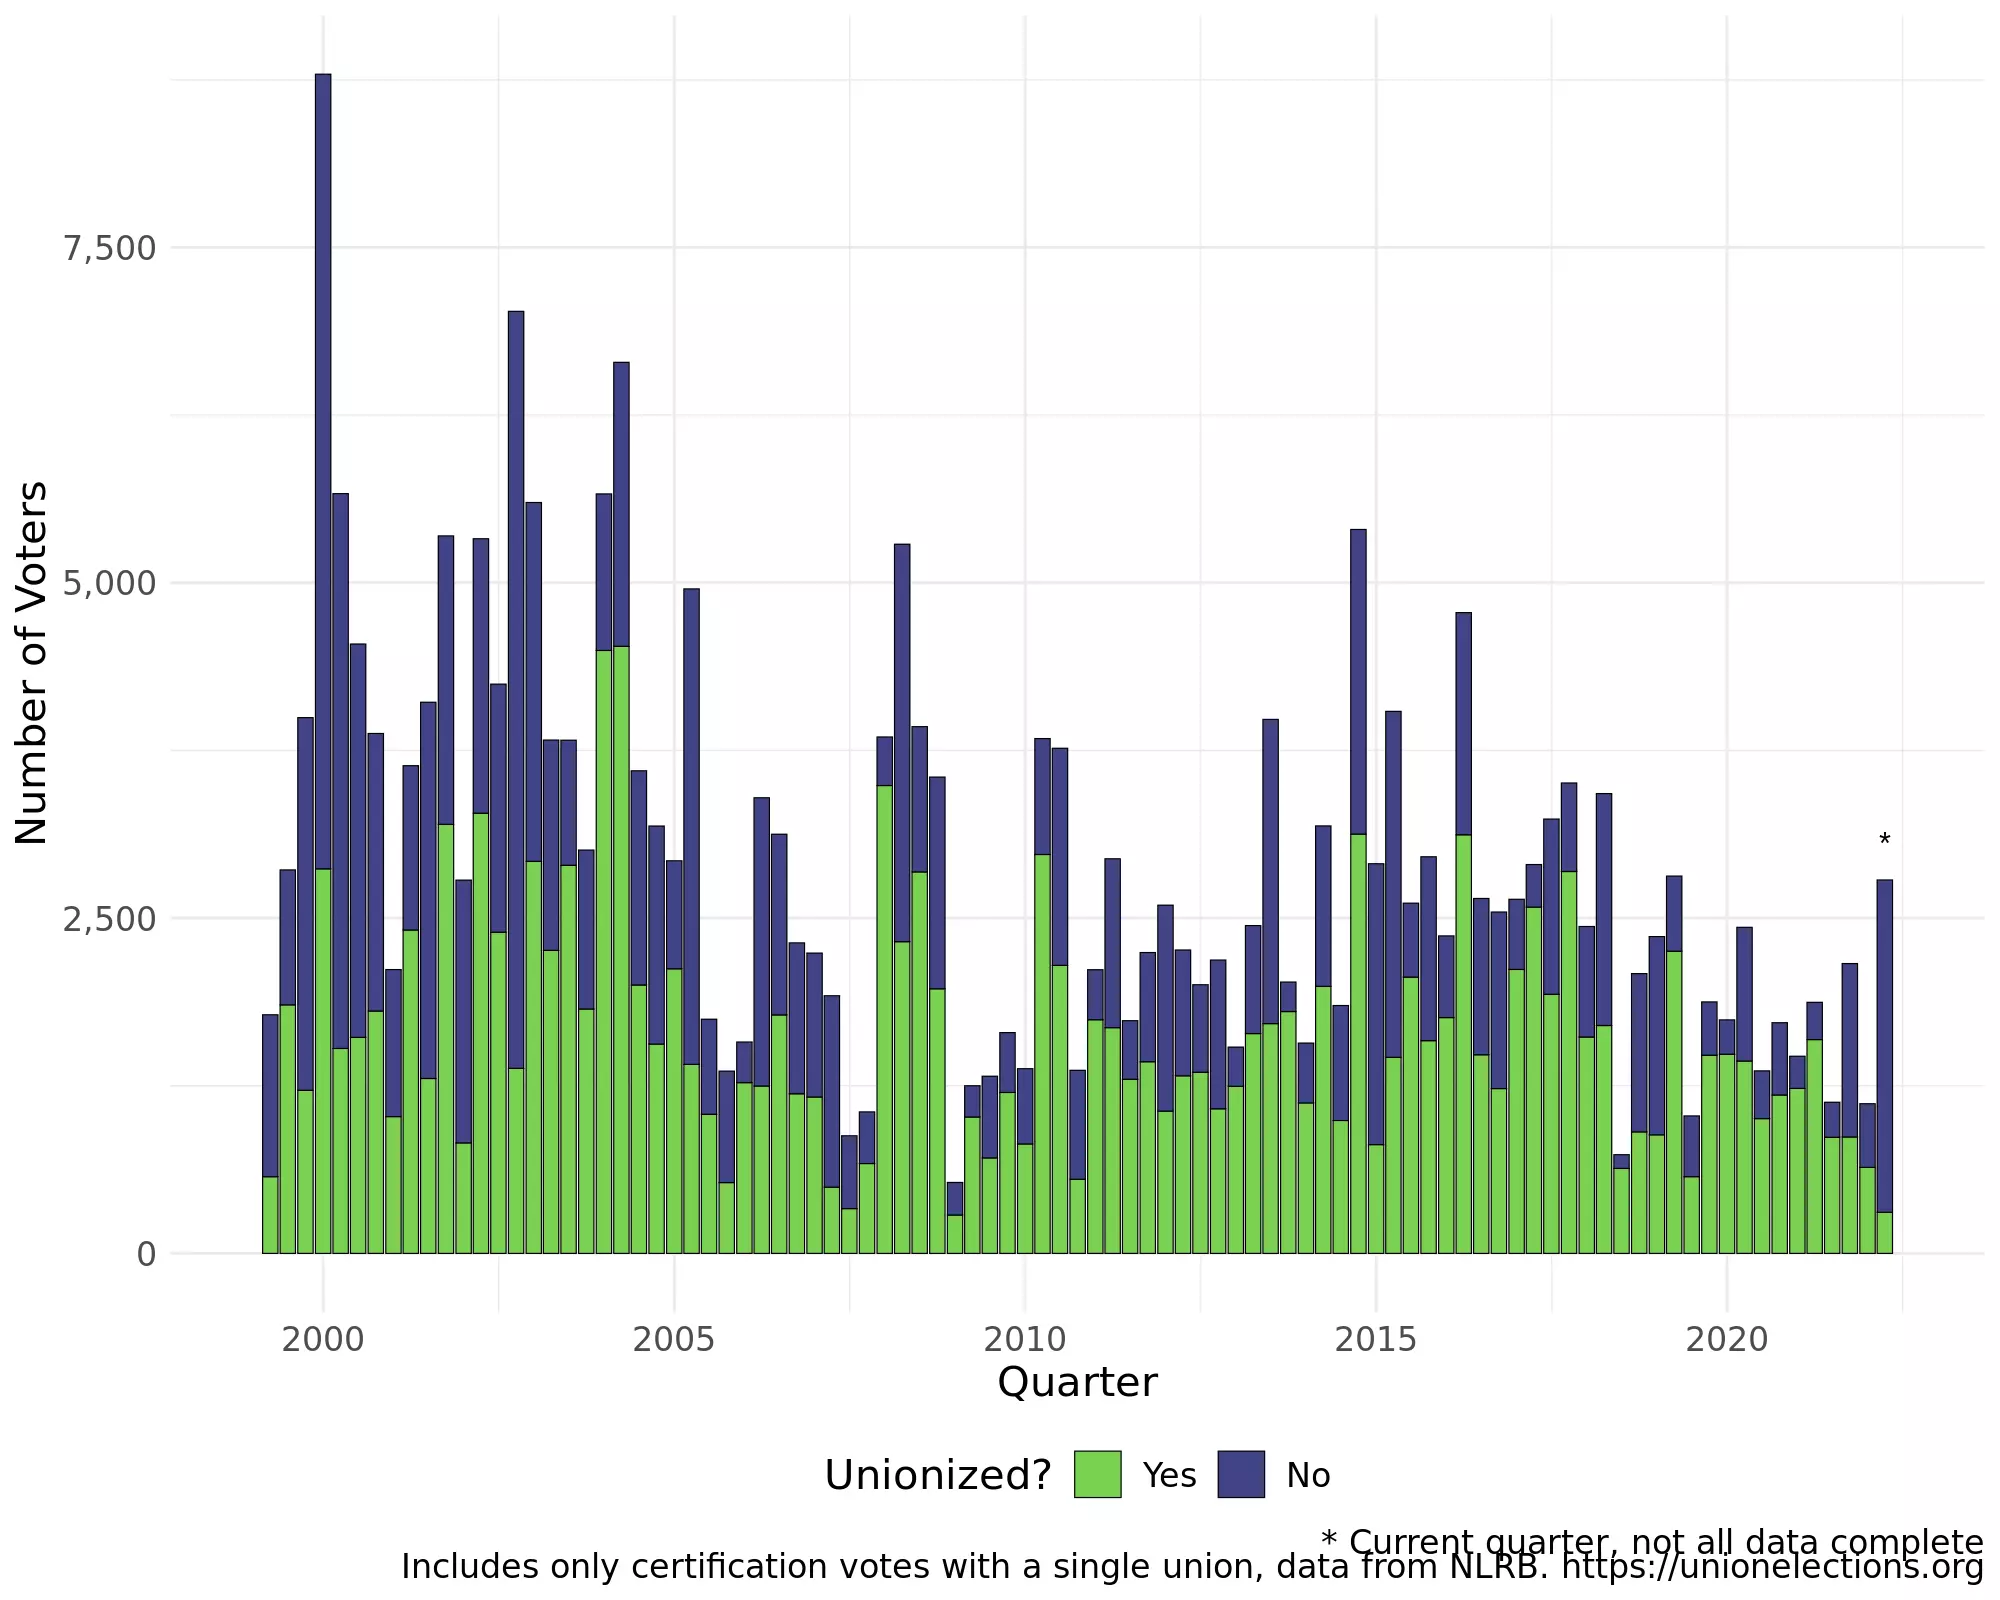 Number of Voters
7,500
5,000
2,500
0
*
2000 2005 2010 2015 2020
Quarter
Unionized? Yes No
* Current quarter, not all data complete
Includes only certification votes with a single union, data from NLRB. https://unionelections.org